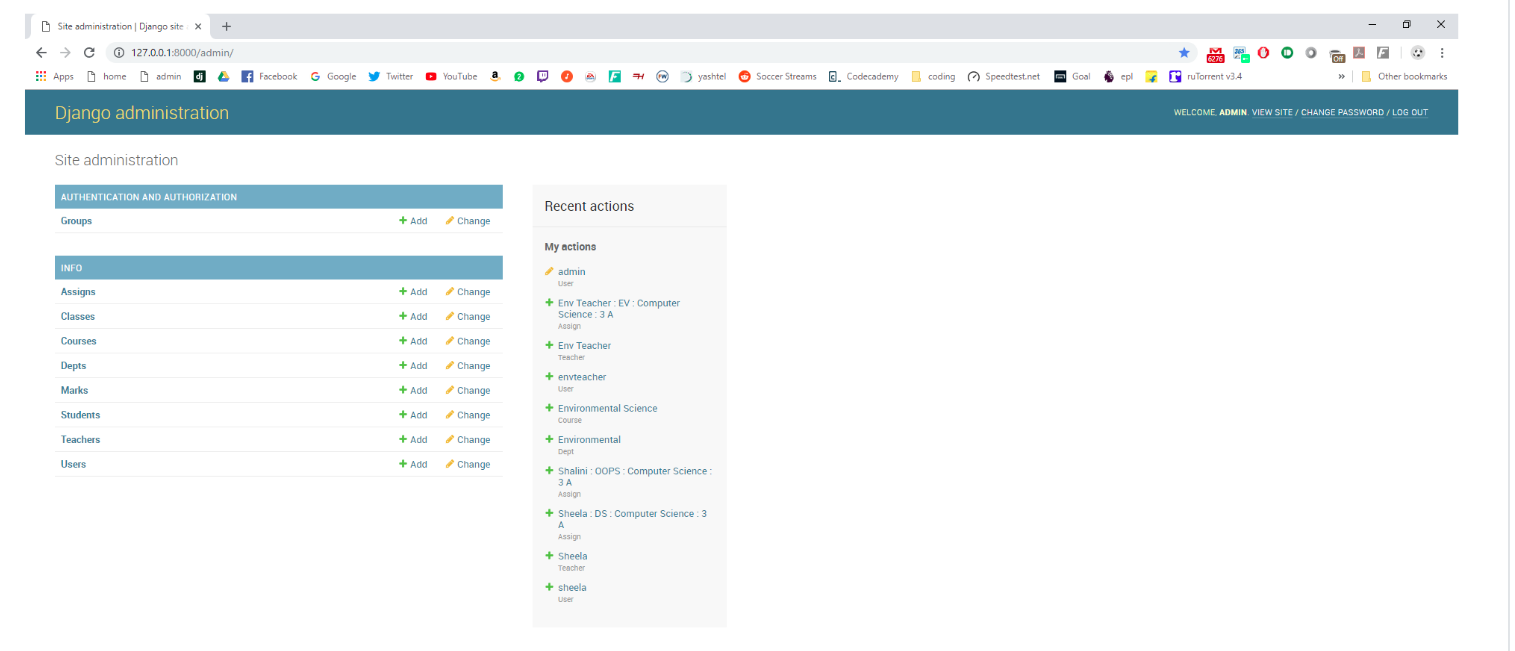 Site administration | Django site
127.0.0.1:8000/admin/
6276
Off
Apps home admin dj Facebook Google Twitter YouTube yashtel Soccer Streams Codecademy coding Speedtest.net Goal epl ruTorrent v3.4 » Other bookmarks
Django administration
WELCOME, ADMIN. VIEW SITE / CHANGE PASSWORD / LOG OUT
Site administration
AUTHENTICATION AND AUTHORIZATION
Groups Add Change
INFO
Assigns Add Change
Classes Add Change
Courses Add Change
Depts Add Change
Marks Add Change
Students Add Change
Teachers Add Change
Users Add Change
Recent actions
My actions
admin
User
Env Teacher : EV : Computer
Science : 3 A
Assign
Env Teacher
Teacher
envteacher
User
Environmental Science
Course
Environmental
Dept
Shalini : OOPS : Computer Science :
3 A
Assign
Sheela : DS : Computer Science : 3
A
Assign
Sheela
Teacher
sheela
User